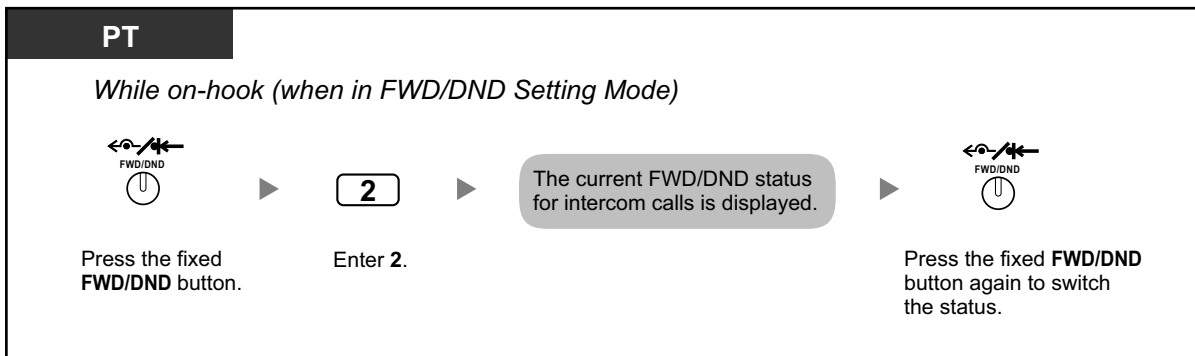 PT
While on-hook (when in FWD/DND Setting Mode)
FWD/DND
Press the fixed
FWD/DND button.
2
Enter 2.
The current FWD/DND status
for intercom calls is displayed.
FWD/DND
Press the fixed FWD/DND
button again to switch
the status.